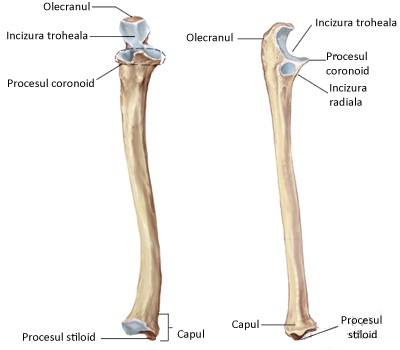 Olecranul
Incizura troheala
Procesul coronoid
Procesul stiloid
Capul
Incizura troheala
Olecranul
Procesul
coronoid
Incizura
radiala
Capul
Procesul
stiloid